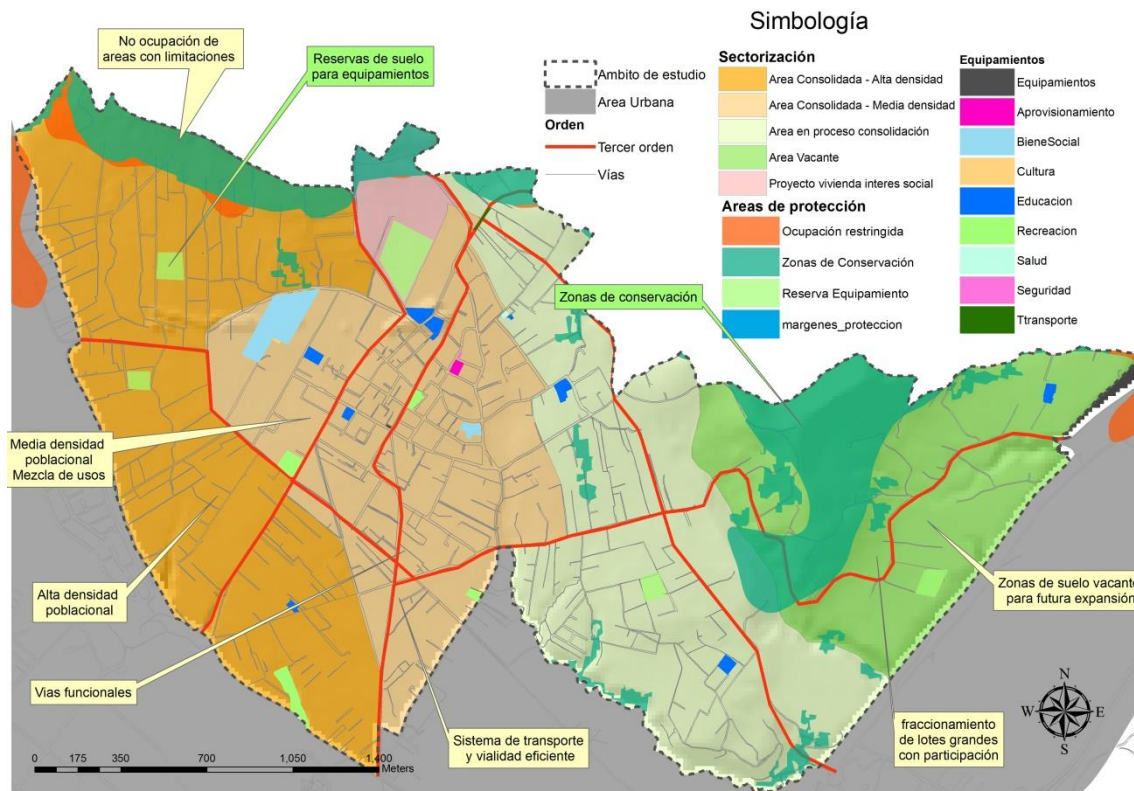 Simbología
No ocupación de
areas con limitaciones
Reservas de suelo
para equipamientos
Ambito de estudio
Area Urbana
Orden
Tercer orden
Vías
Sectorización
Area Consolidada - Alta densidad
Area Consolidada - Media densidad
Area en proceso consolidación
Area Vacante
Proyecto vivienda interes social
Areas de protección
Ocupación restringida
Zonas de Conservación
Reserva Equipamiento
margenes_proteccion
Equipamientos
Equipamientos
Aprovisionamiento
BieneSocial
Cultura
Educacion
Recreacion
Salud
Seguridad
Ttransporte
Zonas de conservación
Media densidad
poblacional
Mezcla de usos
Alta densidad
poblacional
Vias funcionales
Sistema de transporte
y vialidad eficiente
Zonas de suelo vacante
para futura expansión
fraccionamiento
de lotes grandes
con participación
N
W E
S
0 175 350 700 1,050 1,400
Meters